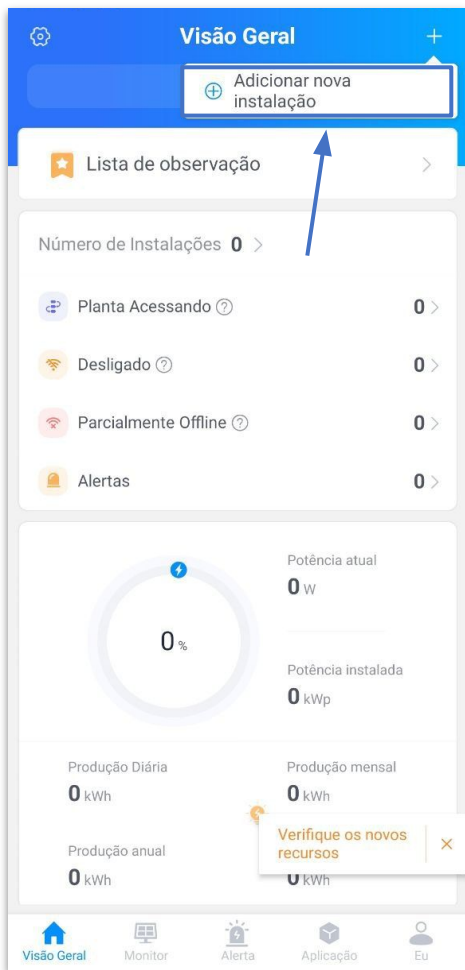 Visão Geral
Adicionar nova
instalação
Lista de observação
Número de Instalações 0
Planta Acessando 0
Desligado 0
Parcialmente Offline 0
Alertas 0
Potência atual
0 W
0 %
Potência instalada
0 kWp
Produção Diária
0 kWh
Produção mensal
0 kWh
Verifique os novos
recursos
Produção anual
0 kWh
0 kWh
Visão Geral
Monitor
Alerta
Aplicação
Eu